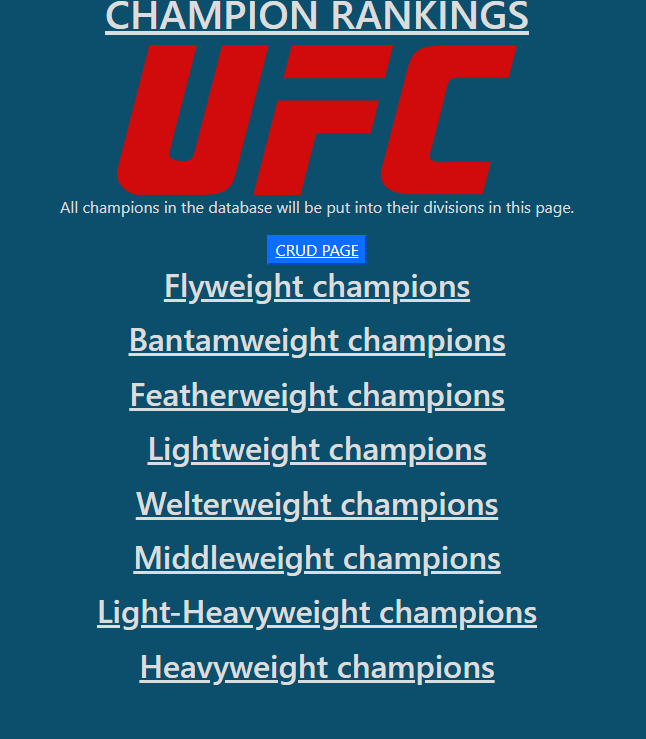 CHAMPION RANKINGS
UFC
All champions in the database will be put into their divisions in this page.
CRUD PAGE
Flyweight champions
Bantamweight champions
Featherweight champions
Lightweight champions
Welterweight champions
Middleweight champions
Light-Heavyweight champions
Heavyweight champions